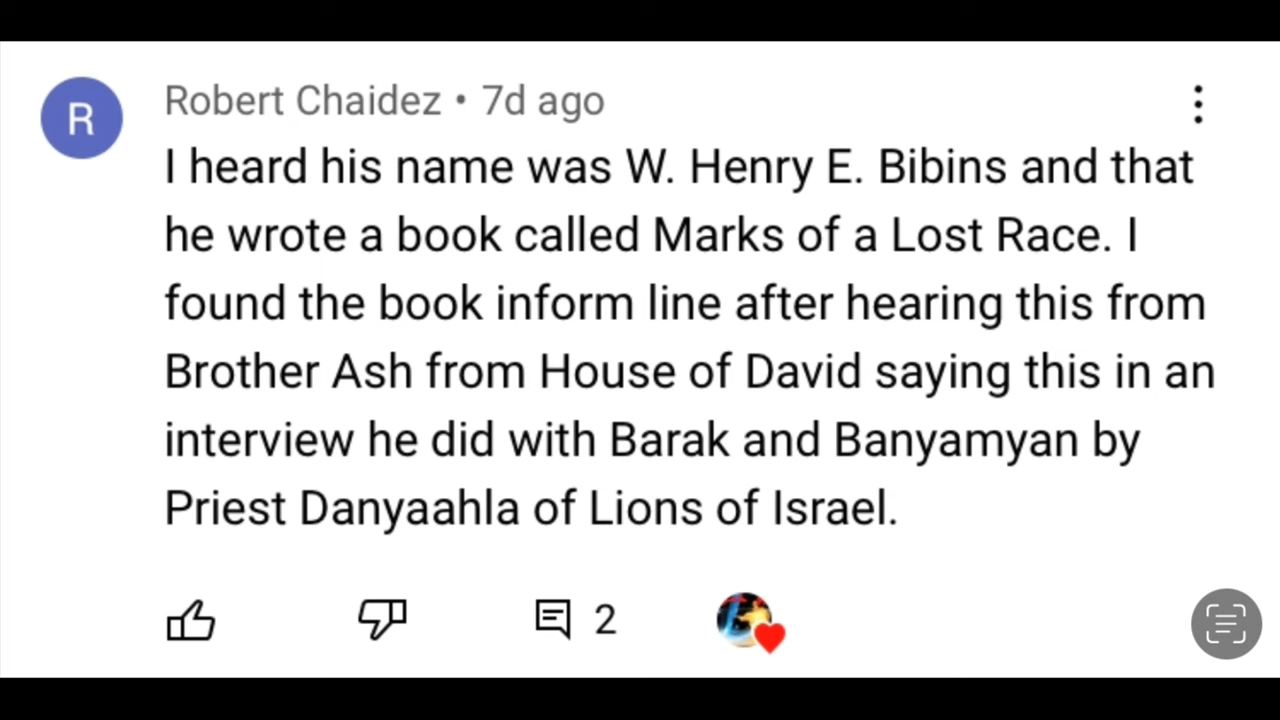 R
Robert Chaidez • 7d ago
I heard his name was W. Henry E. Bibins and that
he wrote a book called Marks of a Lost Race. I
found the book inform line after hearing this from
Brother Ash from House of David saying this in an
interview he did with Barak and Banyamyan by
Priest Danyaahla of Lions of Israel.
2